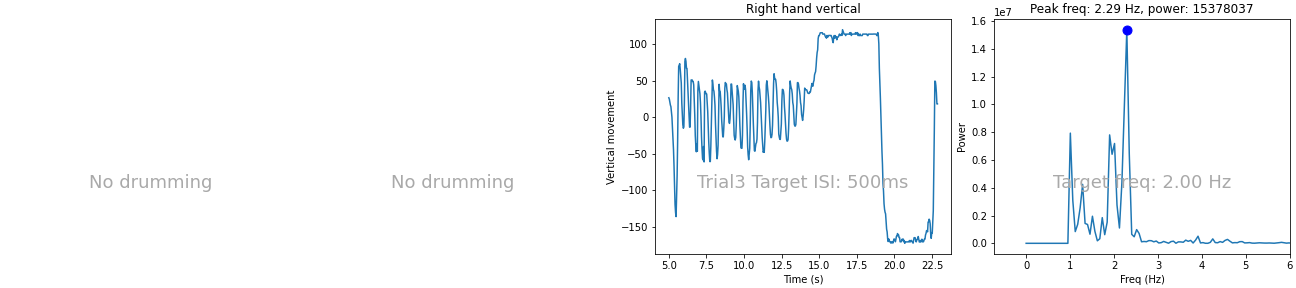 No drumming
No drumming
Right hand vertical
Vertical movement
100
50
0
−50
−100
−150
Trial3 Target ISI: 500ms
5.0 7.5 10.0 12.5 15.0 17.5 20.0 22.5
Time (s)
Peak freq: 2.29 Hz, power: 15378037
1e7
Power
1.6
1.4
1.2
1.0
0.8
0.6
0.4
0.2
0.0
Target freq: 2.00 Hz
0 1 2 3 4 5 6
Freq (Hz)